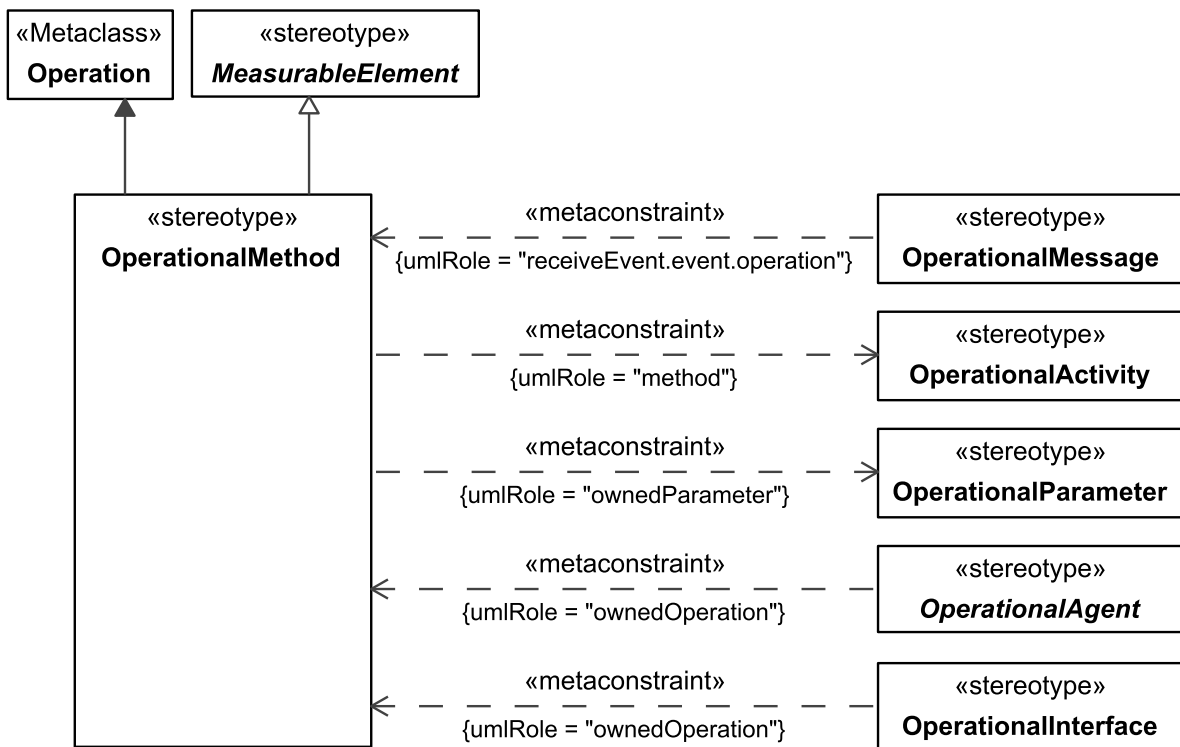 «Metaclass»
Operation
«stereotype»
MeasurableElement
«stereotype»
OperationalMethod
«metaconstraint»
{umlRole = "receiveEvent.event.operation"}
«stereotype»
OperationalMessage
«metaconstraint»
{umlRole = "method"}
«stereotype»
OperationalActivity
«metaconstraint»
{umlRole = "ownedParameter"}
«stereotype»
OperationalParameter
«metaconstraint»
{umlRole = "ownedOperation"}
«stereotype»
OperationalAgent
«metaconstraint»
{umlRole = "ownedOperation"}
«stereotype»
OperationalInterface